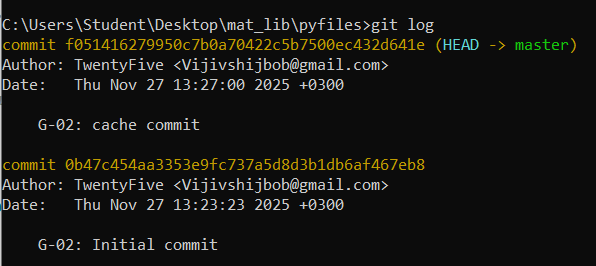 C:\Users\Student\Desktop\mat_lib\pyfiles>git log
commit f051416279950c7b0a70422c5b7500ec432d641e (HEAD -> master)
Author: TwentyFive <Vijivshijbob@gmail.com>
Date:   Thu Nov 27 13:27:00 2025 +0300
    G-02: cache commit
commit 0b47c454aa3353e9fc737a5d8d3b1db6af467eb8
Author: TwentyFive <Vijivshijbob@gmail.com>
Date:   Thu Nov 27 13:23:23 2025 +0300
    G-02: Initial commit